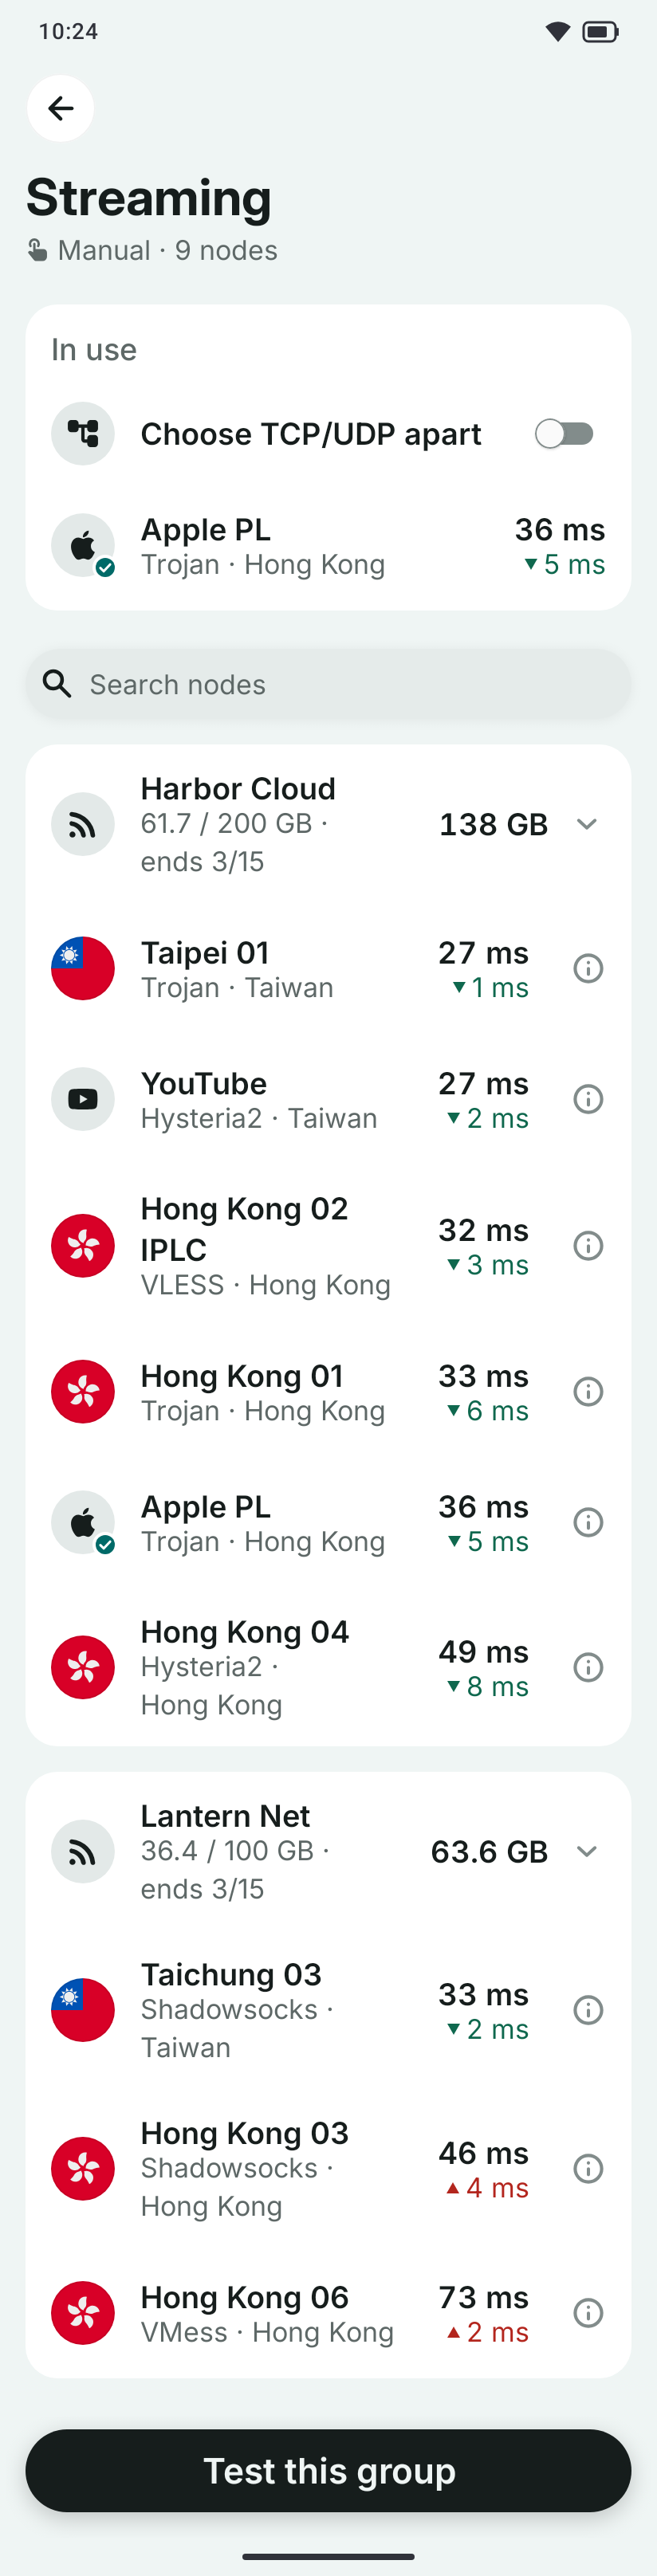 10:24
Streaming
Manual · 9 nodes
In use
Choose TCP/UDP apart
Apple PL
36 ms
Trojan · Hong Kong
▼5 ms
Search nodes
Harbor Cloud
61.7 / 200 GB ·
ends 3/15
138 GB
Taipei 01
27 ms
Trojan · Taiwan
▼1 ms
YouTube
27 ms
Hysteria2 · Taiwan
▼2 ms
Hong Kong 02
IPLC
32 ms
VLESS · Hong Kong
▼3 ms
Hong Kong 01
33 ms
Trojan · Hong Kong
▼6 ms
Apple PL
36 ms
Trojan · Hong Kong
▼5 ms
Hong Kong 04
49 ms
Hysteria2 ·
Hong Kong
▼8 ms
Lantern Net
36.4 / 100 GB ·
ends 3/15
63.6 GB
Taichung 03
33 ms
Shadowsocks ·
Taiwan
▼2 ms
Hong Kong 03
46 ms
Shadowsocks ·
Hong Kong
▲4 ms
Hong Kong 06
73 ms
VMess · Hong Kong
▲2 ms
Test this group